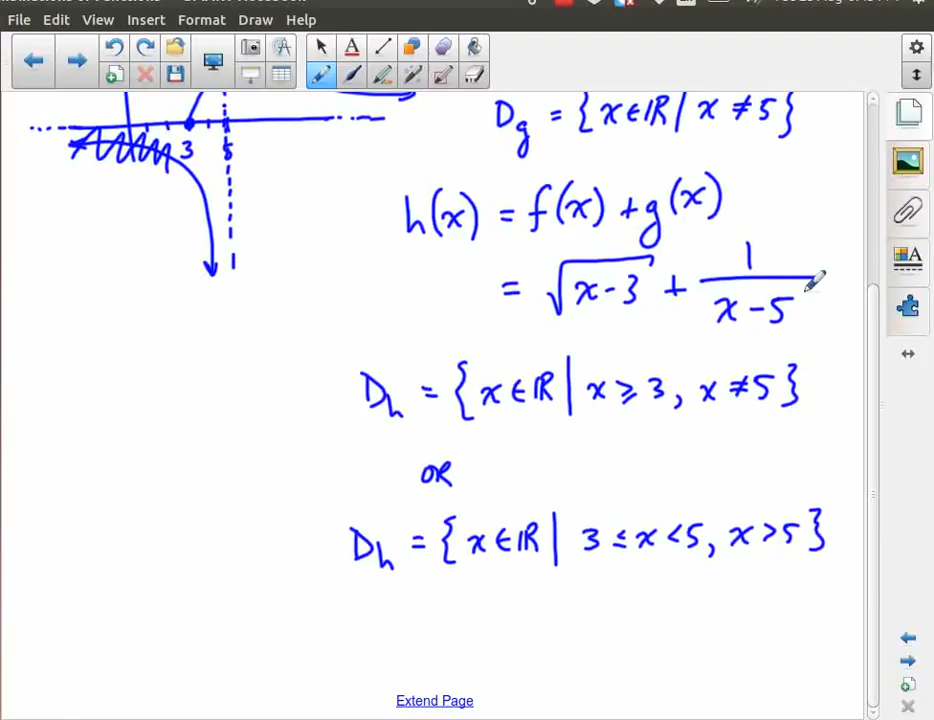 File Edit View Insert Format Draw Help
D_g = {x∈ℝ | x ≠ 5}
3 5
h(x) = f(x) + g(x)
= √(x-3) + 1/(x-5)
D_h = {x∈ℝ | x ≥ 3, x ≠ 5}
OR
D_h = {x∈ℝ | 3 ≤ x < 5, x > 5}
Extend Page